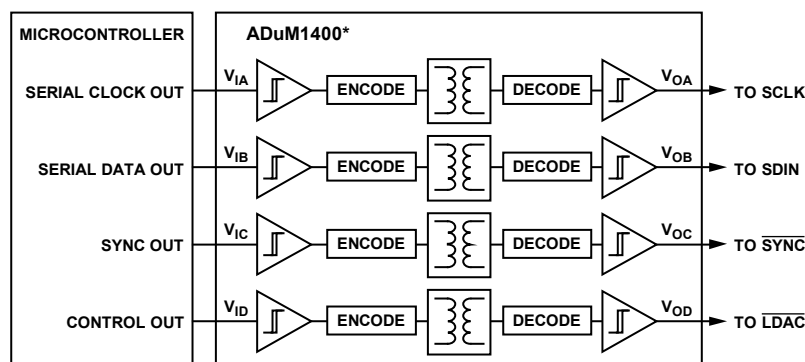 MICROCONTROLLER
ADuM1400*
SERIAL CLOCK OUT VIA ENCODE DECODE VOA TO SCLK
SERIAL DATA OUT VIB ENCODE DECODE VOB TO SDIN
SYNC OUT VIC ENCODE DECODE VOC TO SYNC
CONTROL OUT VID ENCODE DECODE VOD TO LDAC